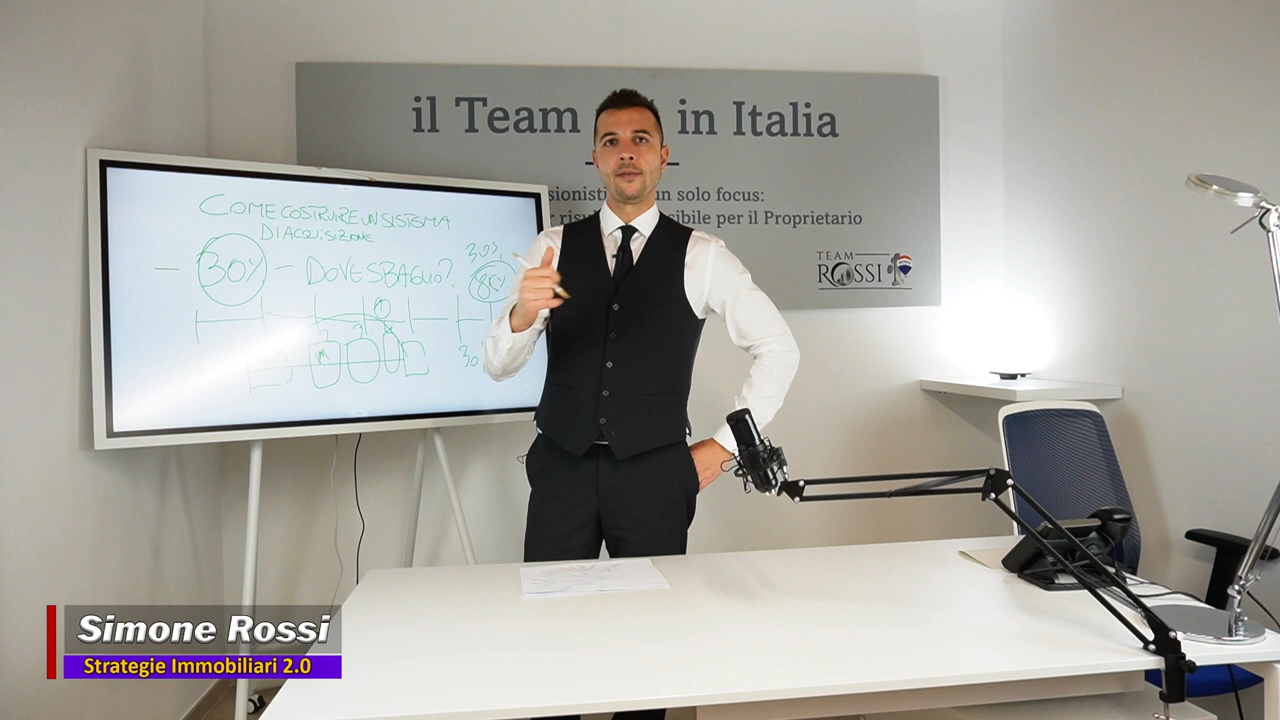 il Team in Italia
un solo focus:
sibile per il Proprietario
TEAM
ROSSI
COME COSTRUIRE UN SISTEMA
DI ACQUISIZIONE
- 30% - DOVE SBAGLIO?
30%
80%
30
Simone Rossi
Strategie Immobiliari 2.0